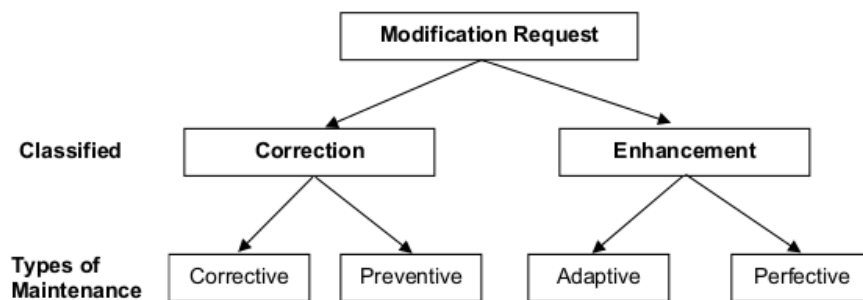 Modification Request
Classified
Correction
Enhancement
Types of
Maintenance
Corrective
Preventive
Adaptive
Perfective